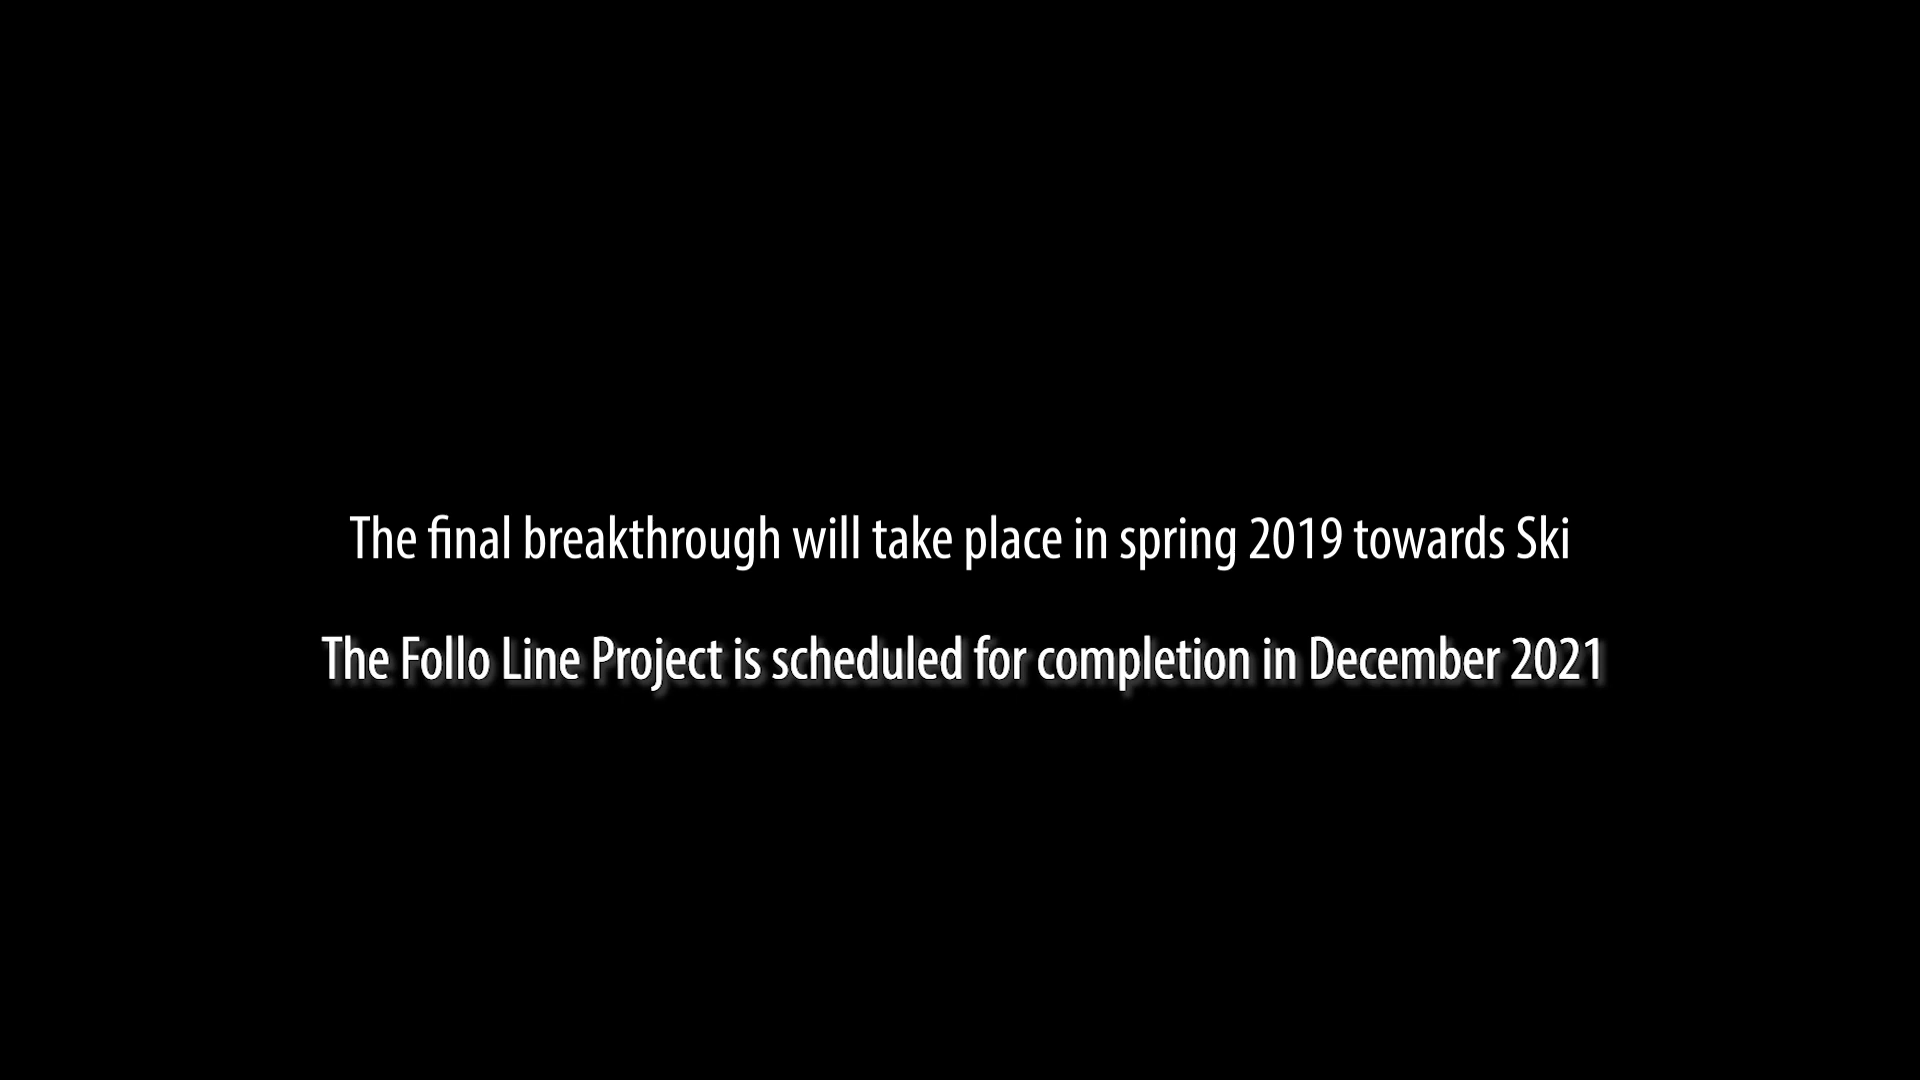 The final breakthrough will take place in spring 2019 towards Ski
The Follo Line Project is scheduled for completion in December 2021